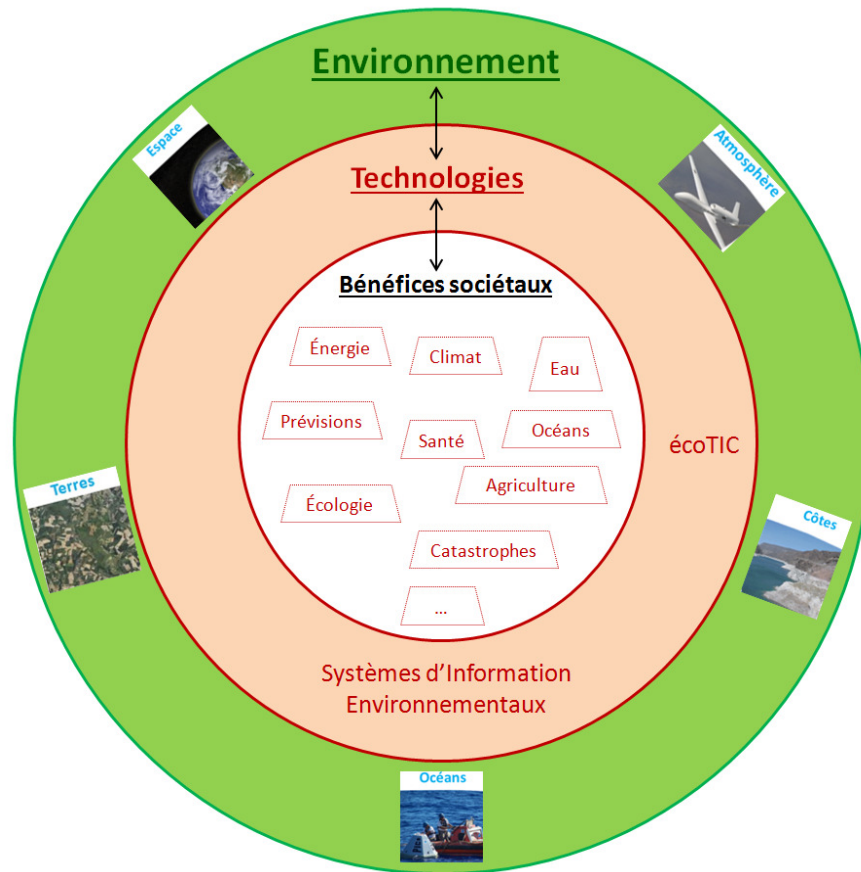 Environnement
Espace
Atmosphère
Technologies
Bénéfices sociétaux
Énergie
Climat
Eau
Prévisions
Santé
Océans
écoTIC
Agriculture
Terres
Écologie
Côtes
Catastrophes
...
Systèmes d’Information
Environnementaux
Océans